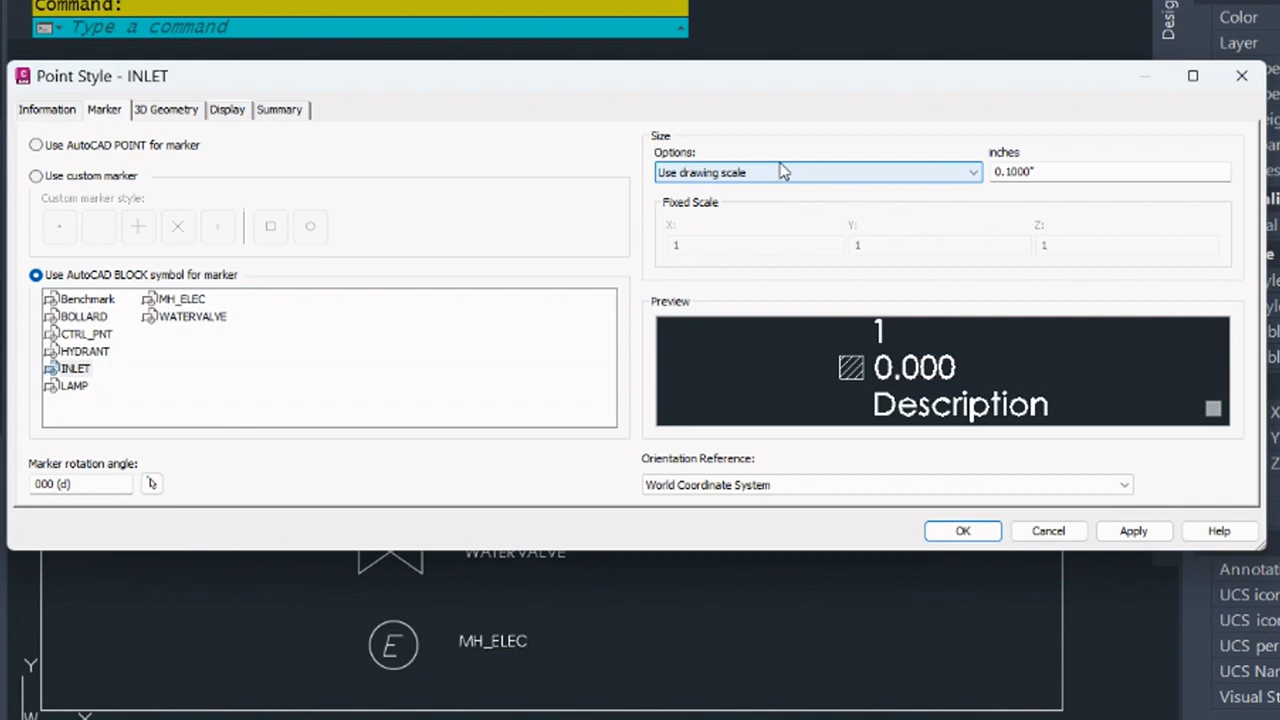 Command:
Type a command
Color
Layer
Point Style - INLET
Information Marker 3D Geometry Display Summary
Use AutoCAD POINT for marker
Use custom marker
Custom marker style:
Use AutoCAD BLOCK symbol for marker
Benchmark MH_ELEC
BOLLARD WATERVALVE
CTRL_PNT
HYDRANT
INLET
LAMP
Marker rotation angle:
000 (d)
Size
Options: inches
Use drawing scale 0.1000"
Fixed Scale
X: Y: Z:
1 1 1
Preview
1
0.000
Description
Orientation Reference:
World Coordinate System
OK Cancel Apply Help
WATERVALVE
E MH_ELEC
Y
W X
X
Y
Z
Annotat
UCS icon
UCS ico
UCS per
UCS Nar
Visual St
Desig